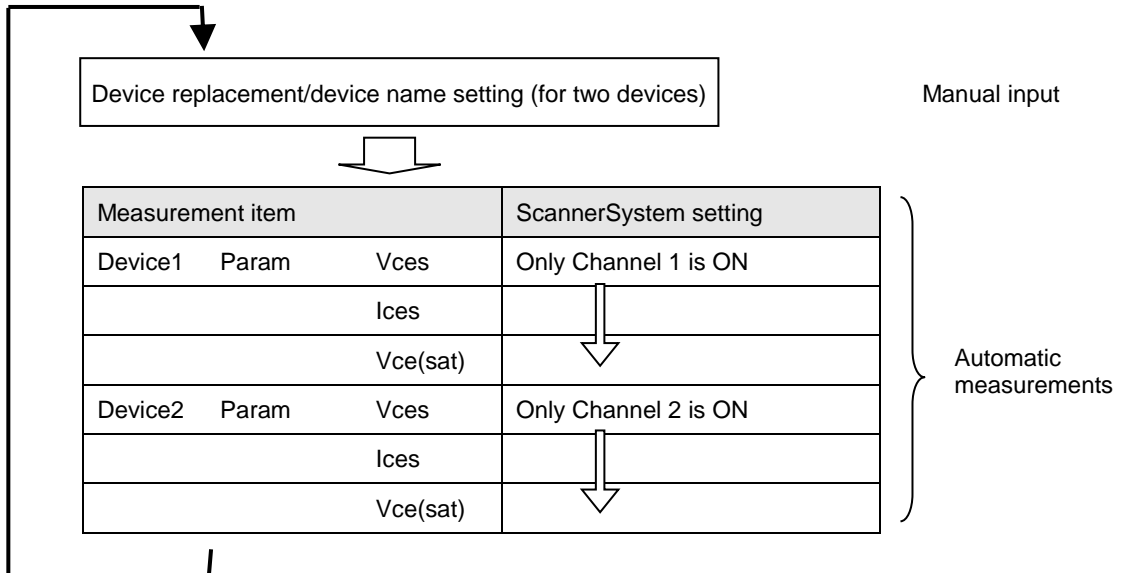 Device replacement/device name setting (for two devices)
Manual input
Measurement item ScannerSystem setting
Device1 Param Vces Only Channel 1 is ON
Ices
Vce(sat)
Device2 Param Vces Only Channel 2 is ON
Ices
Vce(sat)
Automatic
measurements